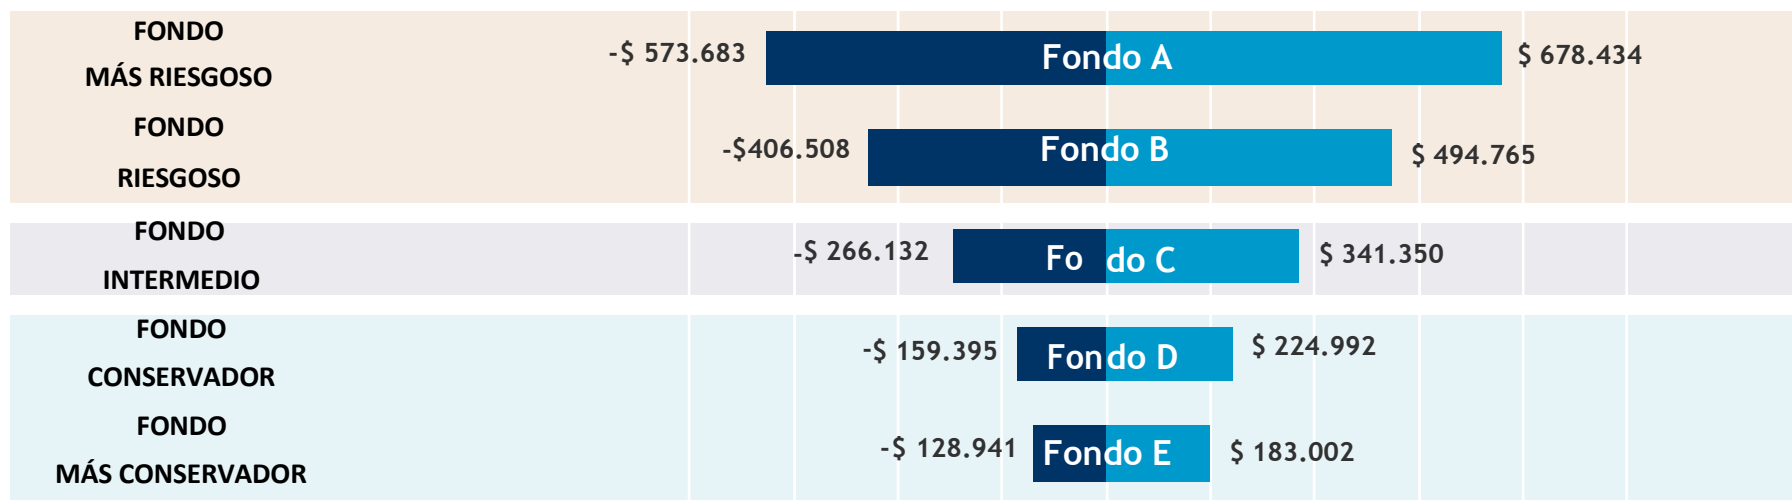 FONDO
MÁS RIESGOSO
-$ 573.683 Fondo A $ 678.434
FONDO
RIESGOSO
-$406.508 Fondo B $ 494.765
FONDO
INTERMEDIO
-$ 266.132 Fo do C $ 341.350
FONDO
CONSERVADOR
-$ 159.395 Fondo D $ 224.992
FONDO
MÁS CONSERVADOR
-$ 128.941 Fondo E $ 183.002